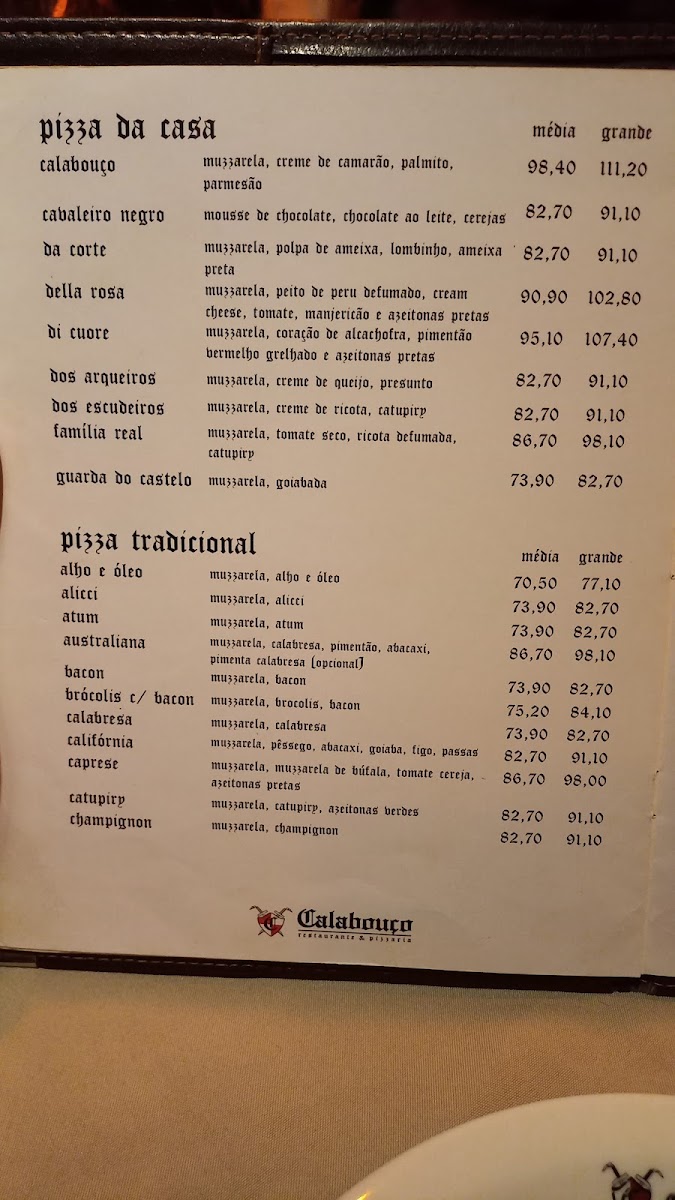 pizza da casa média grande
calabouço muzzarela, creme de camarão, palmito, 98,40 111,20
parmesão
cavaleiro negro mousse de chocolate, chocolate ao leite, cerejas 82,70 91,10
da corte muzzarela, polpa de ameixa, lombinho, ameixa 82,70 91,10
preta
della rosa muzzarela, peito de peru defumado, cream 90,90 102,80
cheese, tomate, manjericão e azeitonas pretas
di cuore muzzarela, coração de alcachofra, pimentão 95,10 107,40
vermelho grelhado e azeitonas pretas
dos arqueiros muzzarela, creme de queijo, presunto 82,70 91,10
dos escudeiros muzzarela, creme de ricota, catupiry 82,70 91,10
família real muzzarela, tomate seco, ricota defumada, 86,70 98,10
catupiry
guarda do castelo muzzarela, goiabada 73,90 82,70
pizza tradicional média grande
alho e óleo muzzarela, alho e óleo 70,50 77,10
alicci muzzarela, alicci 73,90 82,70
atum muzzarela, atum 73,90 82,70
australiana muzzarela, calabresa, pimentão, abacaxi, 86,70 98,10
pimenta calabresa (opcional)
bacon muzzarela, bacon 73,90 82,70
brócolis c/ bacon muzzarela, brocolis, bacon 75,20 84,10
calabresa muzzarela, calabresa 73,90 82,70
califórnia muzzarela, pêssego, abacaxi, goiaba, figo, passas 82,70 91,10
caprese muzzarela, muzzarela de búfala, tomate cereja, 86,70 98,00
azeitonas pretas
catupiry muzzarela, catupiry, azeitonas verdes 82,70 91,10
champignon muzzarela, champignon 82,70 91,10
Calabouço
restaurante & pizzaria